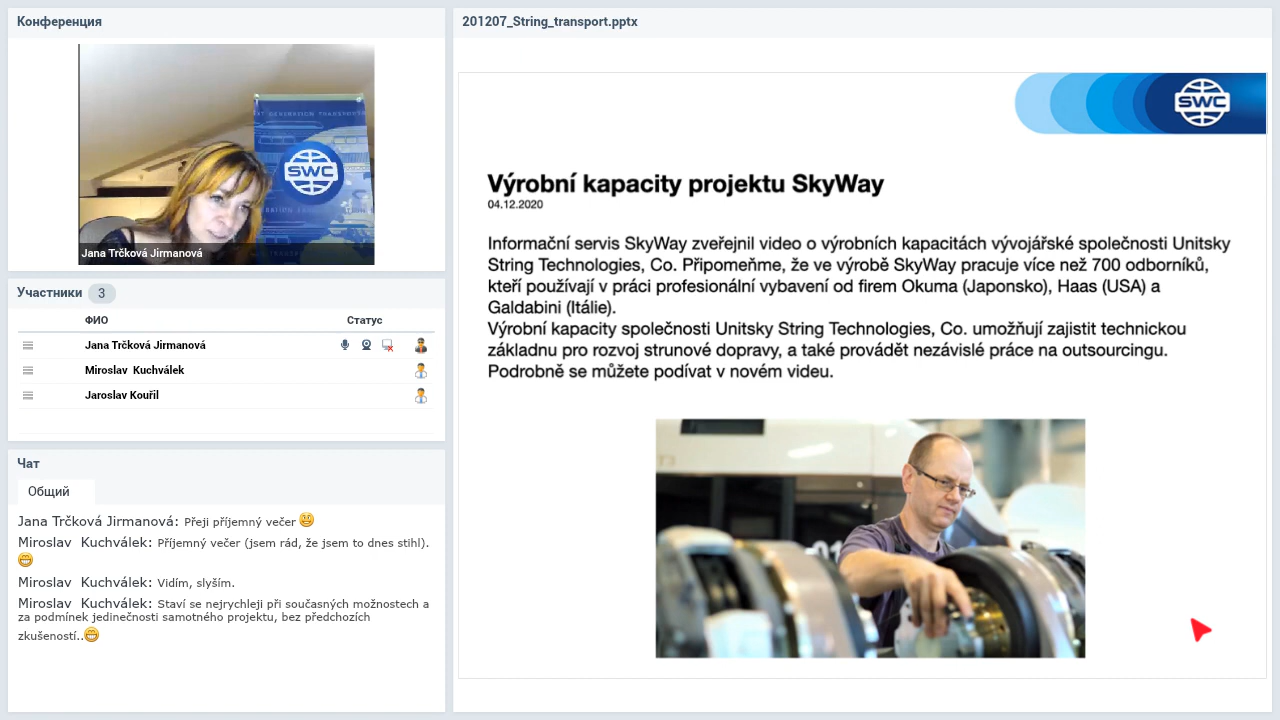 Конференция
SWC
Jana Trčková Jirmanová
Участники 3
ФИО Статус
Jana Trčková Jirmanová
Miroslav Kuchválek
Jaroslav Kouřil
Чат
Общий
Jana Trčková Jirmanová: Přeji příjemný večer
Miroslav Kuchválek: Příjemný večer (jsem rád, že jsem to dnes stihl).
Miroslav Kuchválek: Vidím, slyším.
Miroslav Kuchválek: Staví se nejrychleji při současných možnostech a
za podmínek jedinečnosti samotného projektu, bez předchozích
zkušeností..
201207_String_transport.pptx
SWC
Výrobní kapacity projektu SkyWay
04.12.2020
Informační servis SkyWay zveřejnil video o výrobních kapacitách vývojářské společnosti Unitsky
String Technologies, Co. Připomeňme, že ve výrobě SkyWay pracuje více než 700 odborníků,
kteří používají v práci profesionální vybavení od firem Okuma (Japonsko), Haas (USA) a
Galdabini (Itálie).
Výrobní kapacity společnosti Unitsky String Technologies, Co. umožňují zajistit technickou
základnu pro rozvoj strunové dopravy, a také provádět nezávislé práce na outsourcingu.
Podrobně se můžete podívat v novém videu.